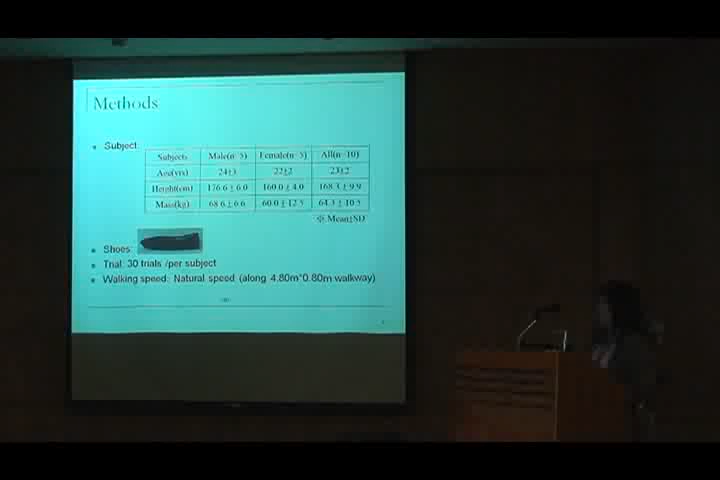 Methods
Subject:
Subjects Male(n=5) Female(n=5) All(n=10)
Age(yrs) 24±3 22±2 23±2
Height(cm) 176.6±6.0 160.0±4.0 168.3±9.9
Mass(kg) 68.6±6.6 60.0±12.5 64.3±10.5
※ Mean±SD
Shoes:
Trial: 30 trials /per subject
Walking speed: Natural speed (along 4.80m*0.80m walkway)